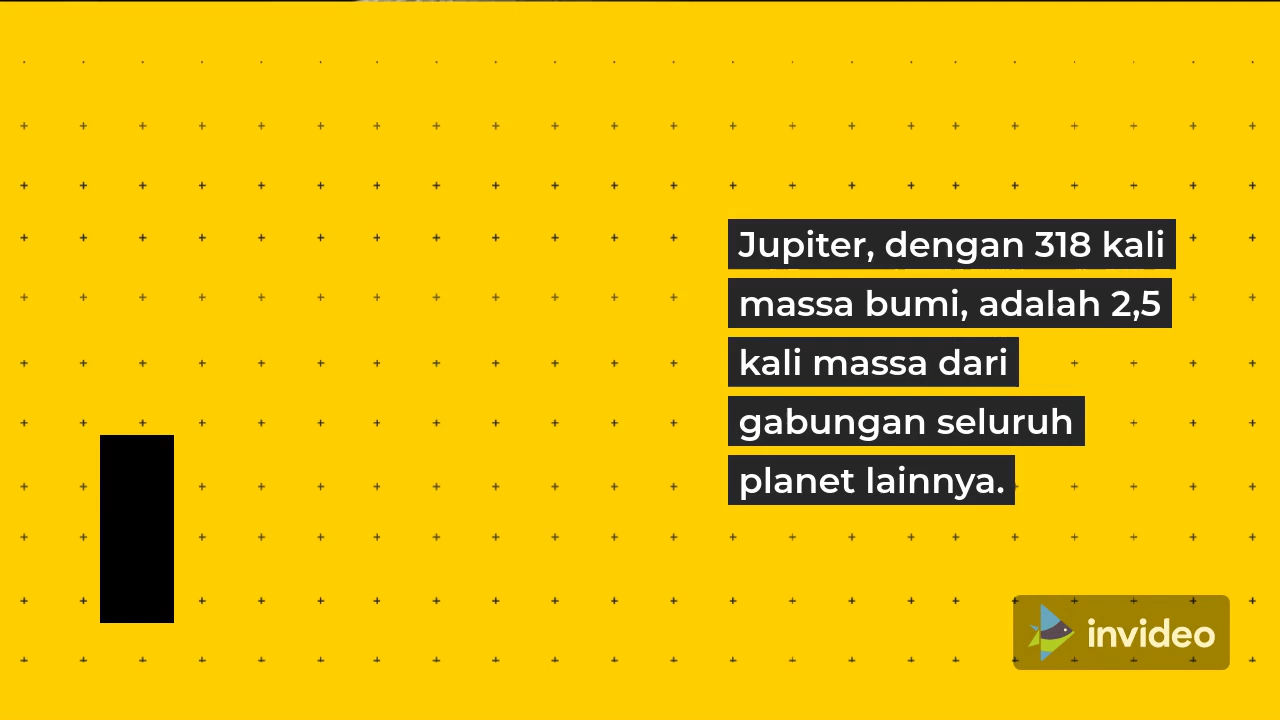 Jupiter, dengan 318 kali
massa bumi, adalah 2,5
kali massa dari
gabungan seluruh
planet lainnya.
invideo